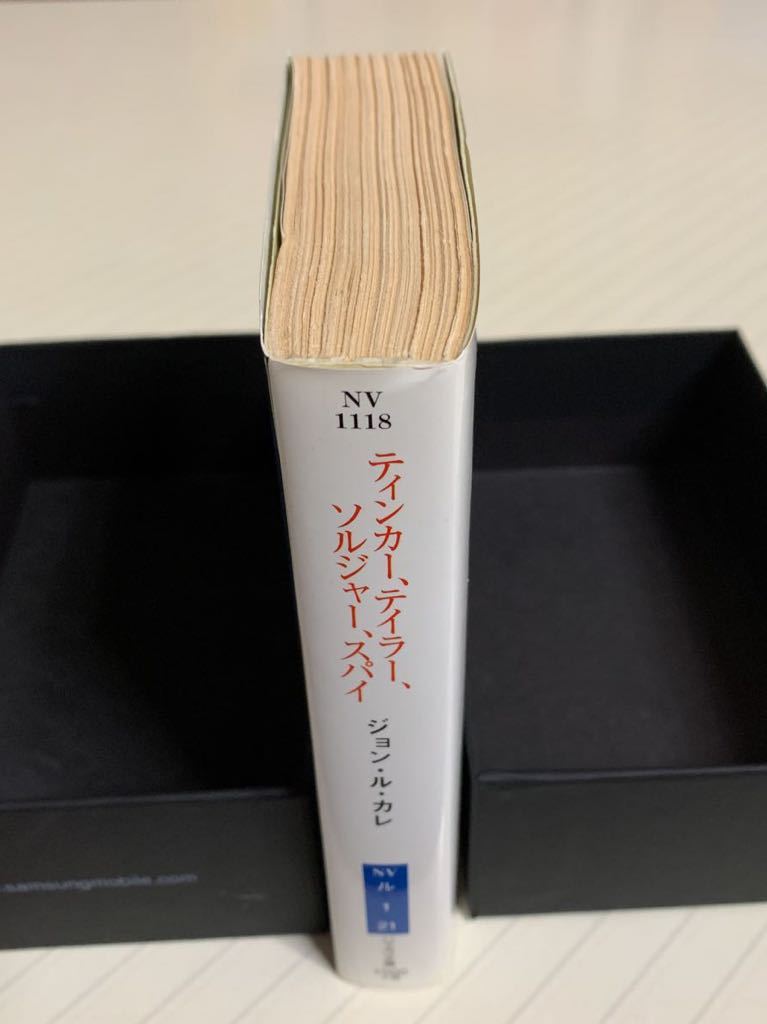 NV
1118
ティンカー、テイラー、
ソルジャー、スパイ
ジョン・ル・カレ
NV
ル
1
21
.samsungmobile.com